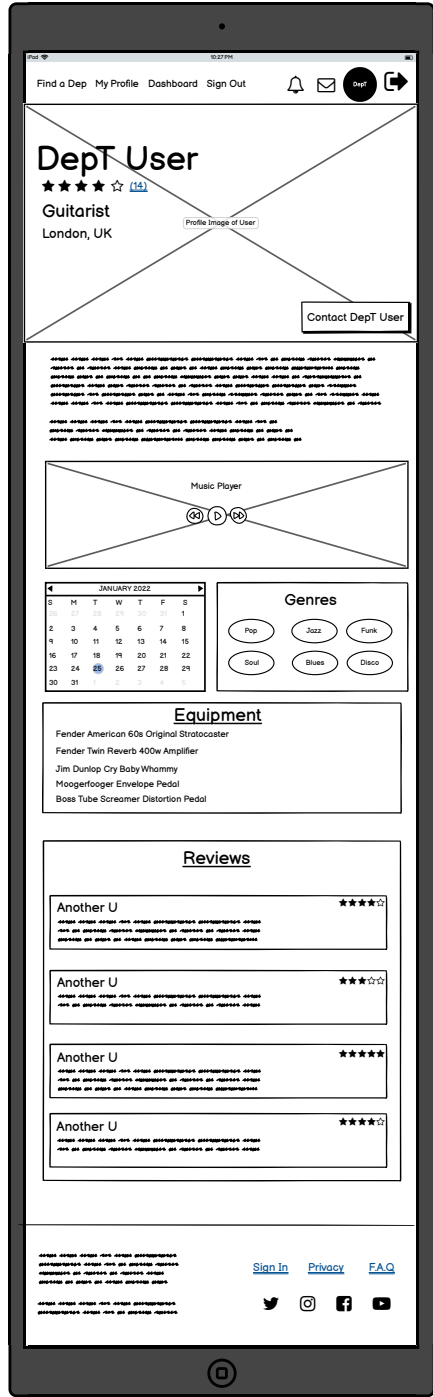 iPad 10:27 PM
Find a Dep My Profile Dashboard Sign Out DepT
DepT User
(14)
Guitarist
Profile Image of User
London, UK
Contact DepT User
Music Player
JANUARY 2022
S M T W T F S
26 27 28 29 30 31 1
2 3 4 5 6 7 8
9 10 11 12 13 14 15
16 17 18 19 20 21 22
23 24 25 26 27 28 29
30 31 1 2 3 4 5
Genres
Pop Jazz Funk
Soul Blues Disco
Equipment
Fender American 60s Original Stratocaster
Fender Twin Reverb 400w Amplifier
Jim Dunlop Cry Baby Whammy
Moogerfooger Envelope Pedal
Boss Tube Screamer Distortion Pedal
Reviews
Another U
Another U
Another U
Another U
Sign In Privacy F.A.Q